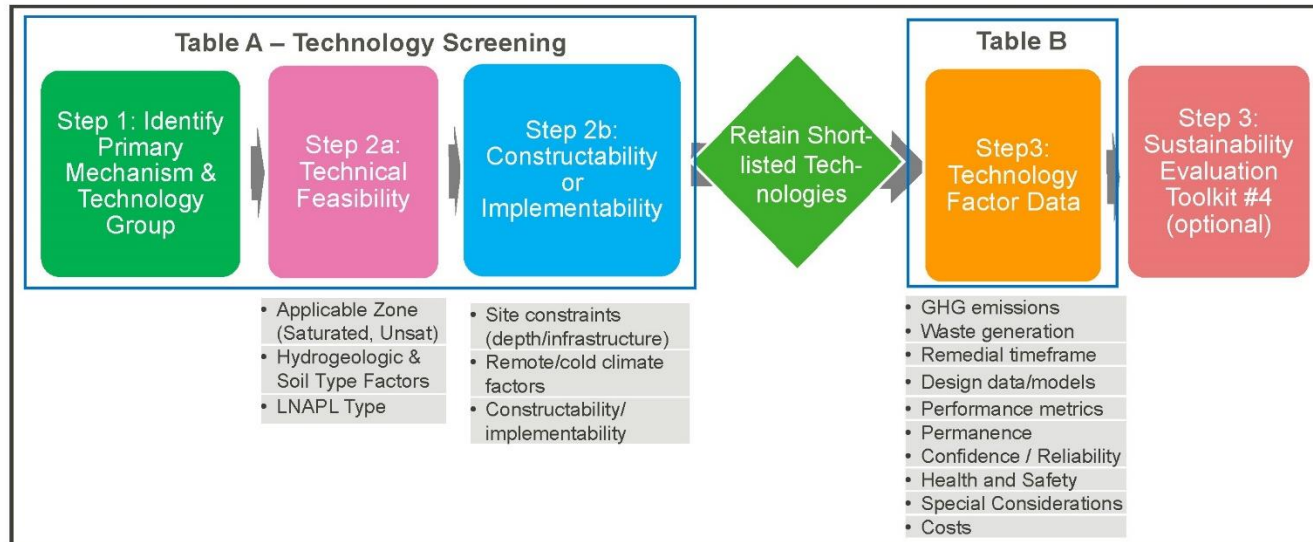 Table A – Technology Screening
Step 1: Identify
Primary
Mechanism &
Technology
Group
Step 2a:
Technical
Feasibility
Step 2b:
Constructability
or
Implementability
Retain Short-
listed Tech-
nologies
Table B
Step3:
Technology
Factor Data
Step 3:
Sustainability
Evaluation
Toolkit #4
(optional)
• Applicable Zone
(Saturated, Unsat)
• Hydrogeologic &
Soil Type Factors
• LNAPL Type
• Site constraints
(depth/infrastructure)
• Remote/cold climate
factors
• Constructability/
implementability
• GHG emissions
• Waste generation
• Remedial timeframe
• Design data/models
• Performance metrics
• Permanence
• Confidence / Reliability
• Health and Safety
• Special Considerations
• Costs